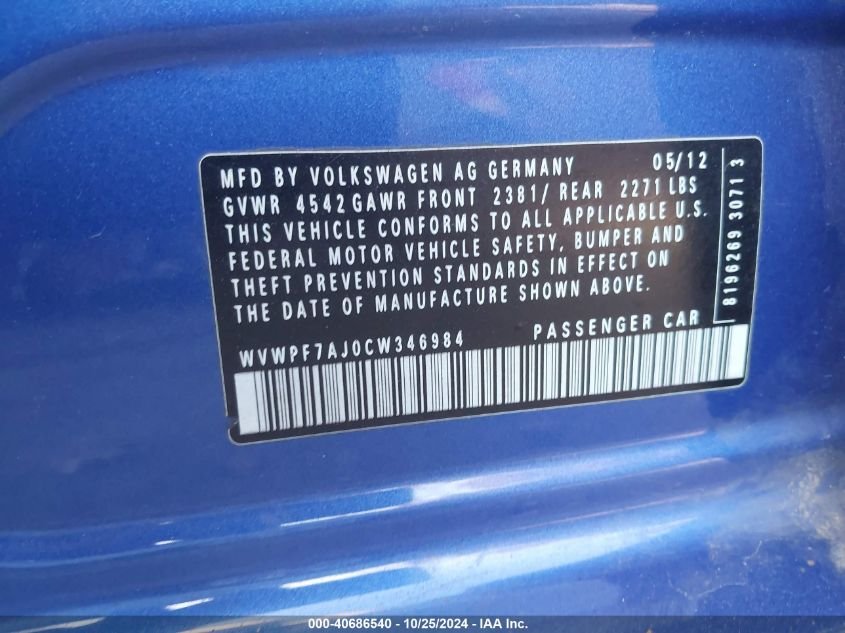 MFD BY VOLKSWAGEN AG GERMANY 05/12
GVWR 4542 GAWR FRONT 2381/ REAR 2271 LBS
THIS VEHICLE CONFORMS TO ALL APPLICABLE U.S.
FEDERAL MOTOR VEHICLE SAFETY, BUMPER AND
THEFT PREVENTION STANDARDS IN EFFECT ON
THE DATE OF MANUFACTURE SHOWN ABOVE.
WVWPF7AJ0CW346984 PASSENGER CAR
8196269 3071 3
000-40686540 - 10/25/2024 - IAA Inc.